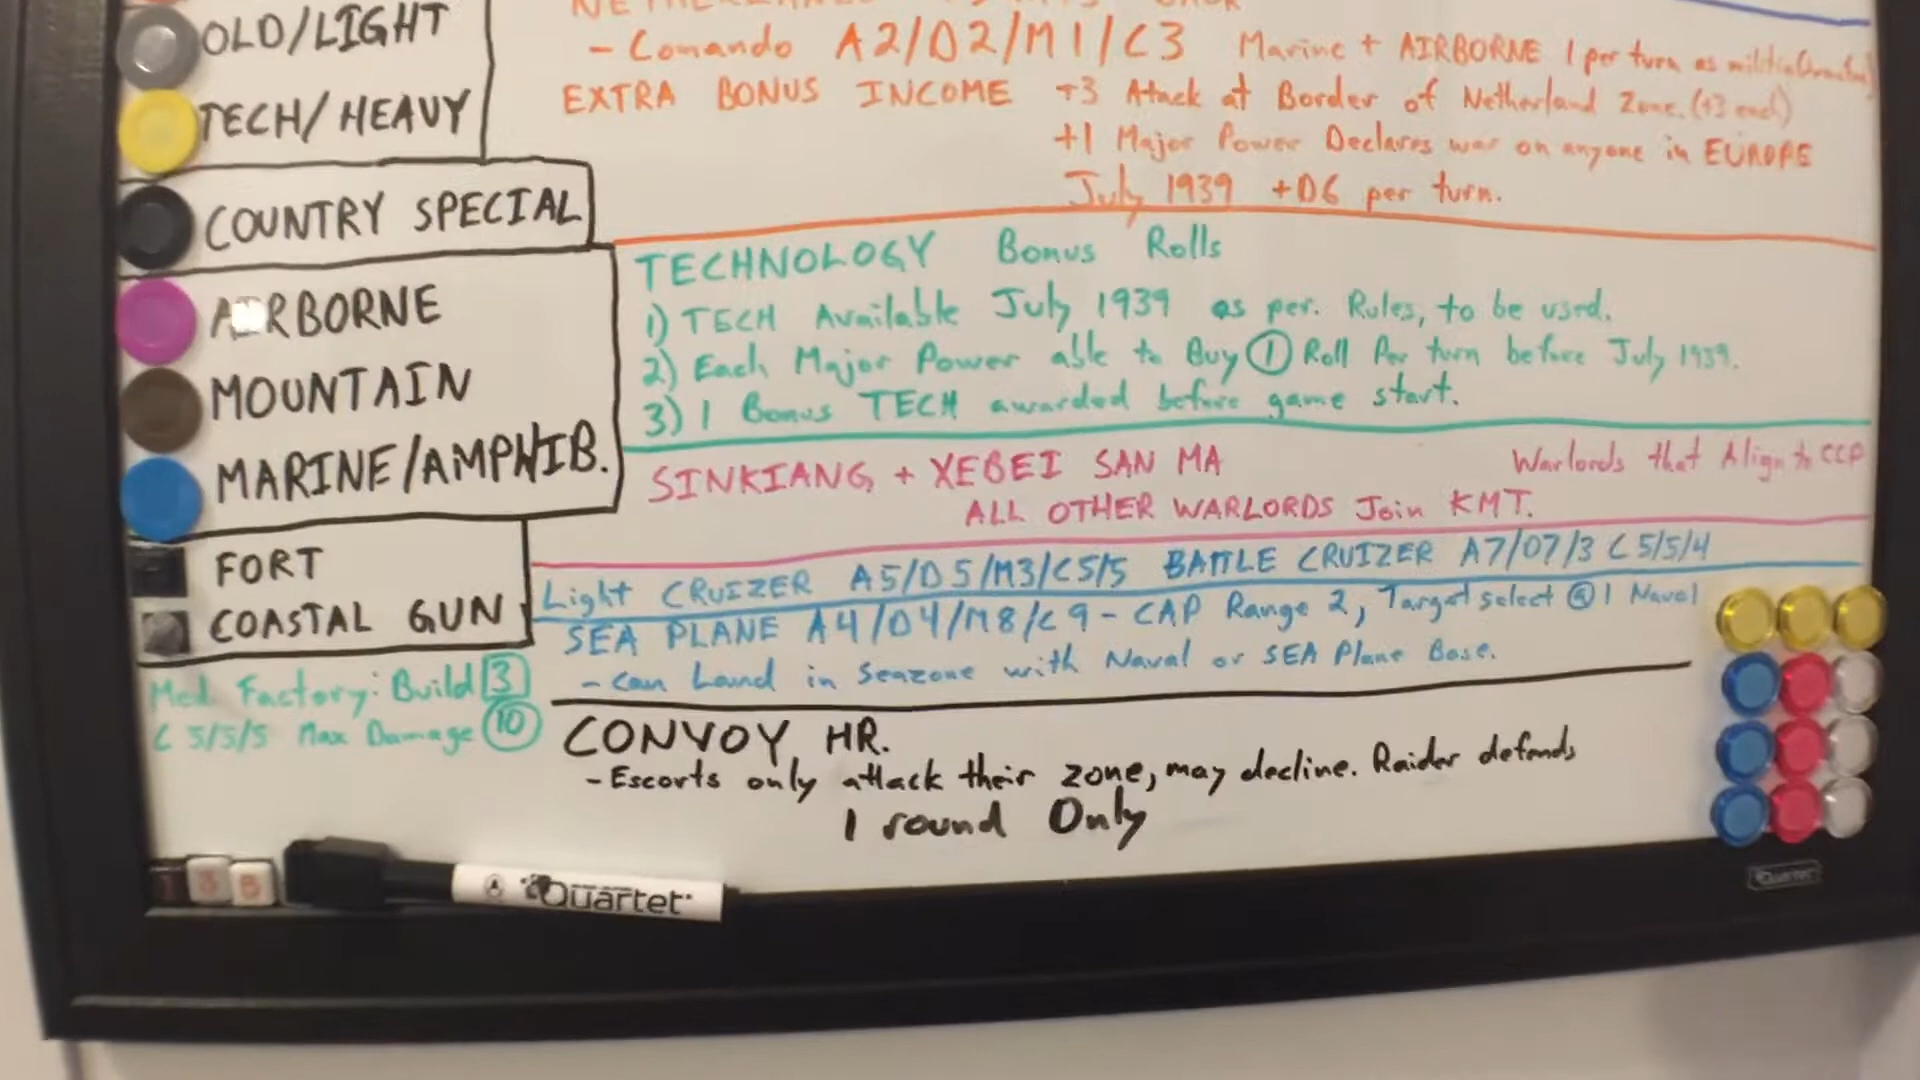 OLD/LIGHT
TECH/HEAVY
COUNTRY SPECIAL
AIRBORNE
MOUNTAIN
MARINE/AMPHIB.
FORT
COASTAL GUN
Med. Factory: Build 3
C 5/5/5 Max Damage 10
- Comando A2/D2/M1/C3 Marine + AIRBORNE 1 per turn as
EXTRA BONUS INCOME +3 Atack at Border of Netherland Zone. (+3 each)
+1 Major Power Declares war on anyone in EUROPE
July 1939 +D6 per turn.
TECHNOLOGY Bonus Rolls
1) TECH Available July 1939 as per. Rules, to be used.
2) Each Major Power able to Buy 1 Roll Per turn before July 1939.
3) 1 Bonus TECH awarded before game start.
SINKIANG + XEBEI SAN MA Warlords that Align to CCP
ALL OTHER WARLORDS Join KMT.
Light CRUIZER A5/D5/M3/C5/5 BATTLE CRUIZER A7/D7/3 C5/5/4
SEA PLANE A4/D4/M8/C9 - CAP Range 2, Target select @ 1 Naval
- Can Land in Seazone with Naval or SEA Plane Base.
CONVOY HR.
- Escorts only attack their zone, may decline. Raider defends
1 round Only
Quartet
Quartet